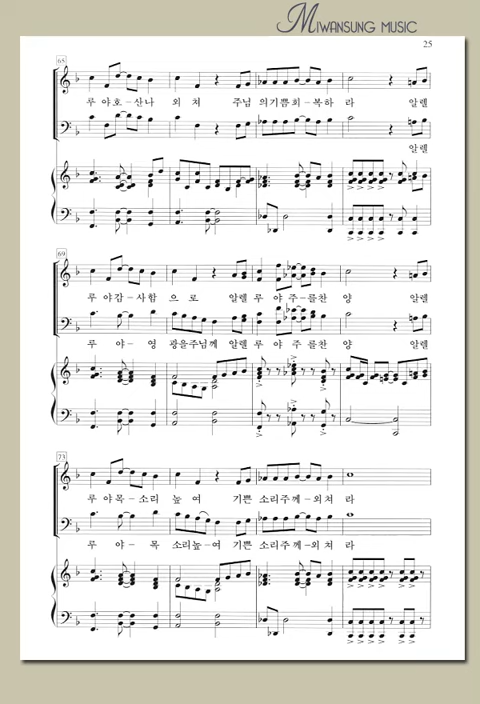 MIWANSUNG MUSIC
25
65
루 야 호 - 산 나 외 쳐 주님 의 기 쁨 회 - 복 하 라 알렐
알렐
69
루 야 감 - 사 함 으 로 알렐 루 야 주 - 를 찬 양 알렐
루 야 - 영 광을주님께 알렐 루 야 주 - 를 찬 양 알렐
73
루 야 목 - 소 리 높 여 기쁜 소리주께 - 외 쳐 라
루 야 - 목 소리높 - 여 기쁜 소리주께 - 외 쳐 라